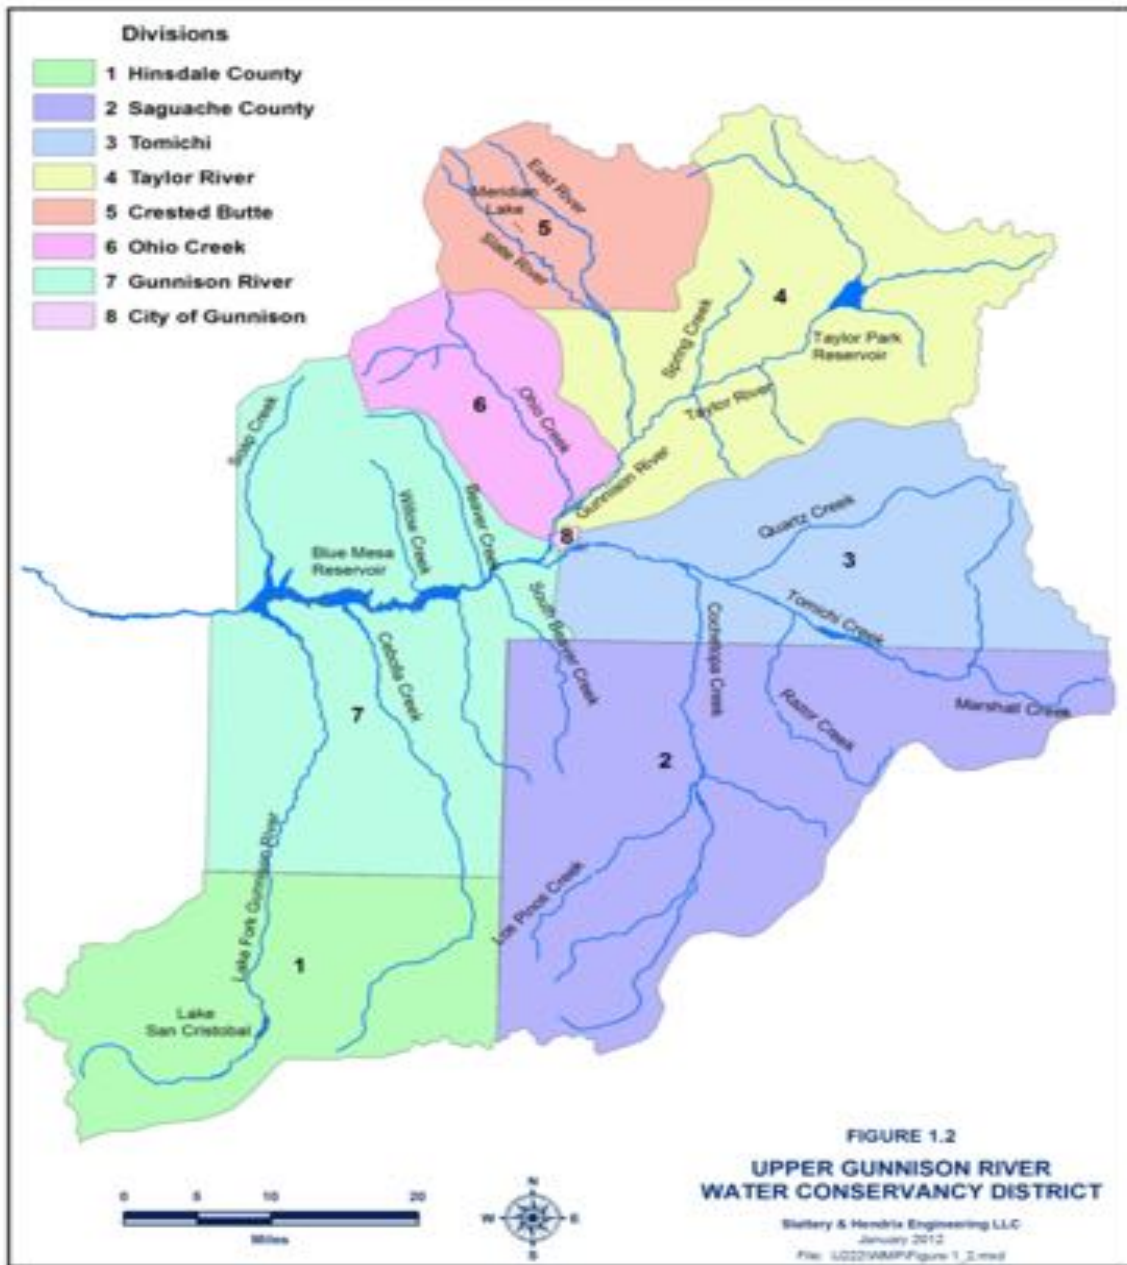 Divisions
1 Hinsdale County
2 Saguache County
3 Tomichi
4 Taylor River
5 Crested Butte
6 Ohio Creek
7 Gunnison River
8 City of Gunnison
East River
Meridian
Lake
5
Slate River
4
Spring Creek
Taylor Park
Reservoir
Taylor River
6
Ohio Creek
Soap Creek
Gunnison River
Willow Creek
Beaver Creek
Quartz Creek
8
3
Blue Mesa
Reservoir
South Beaver Creek
Tomichi Creek
Cochetopa Creek
Cebolla Creek
7
Razor Creek
Marshall Creek
2
Lake Fork Gunnison River
Los Pinos Creek
1
Lake
San Cristobal
FIGURE 1.2
UPPER GUNNISON RIVER
WATER CONSERVANCY DISTRICT
Slattery & Hendrix Engineering LLC
January 2012
File:
0 5 10 20
Miles
N
W E
S